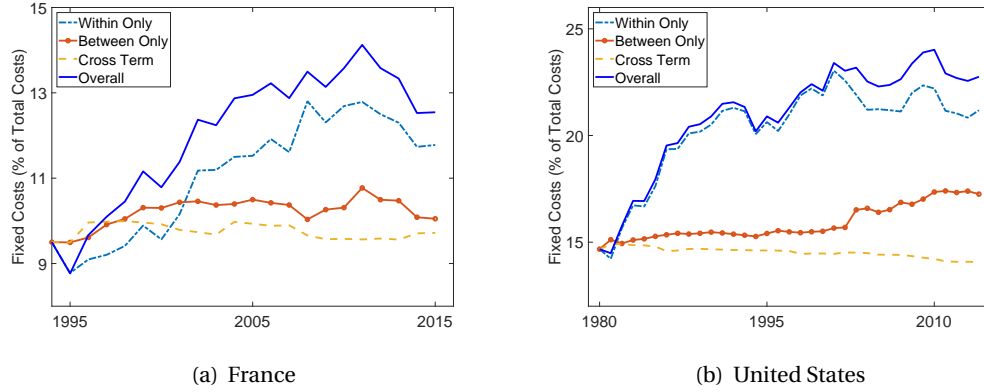 Fixed Costs (% of Total Costs)
15
13
11
9
Within Only
Between Only
Cross Term
Overall
1995
2005
2015
(a) France
Fixed Costs (% of Total Costs)
25
20
15
Within Only
Between Only
Cross Term
Overall
1980
1995
2010
(b) United States